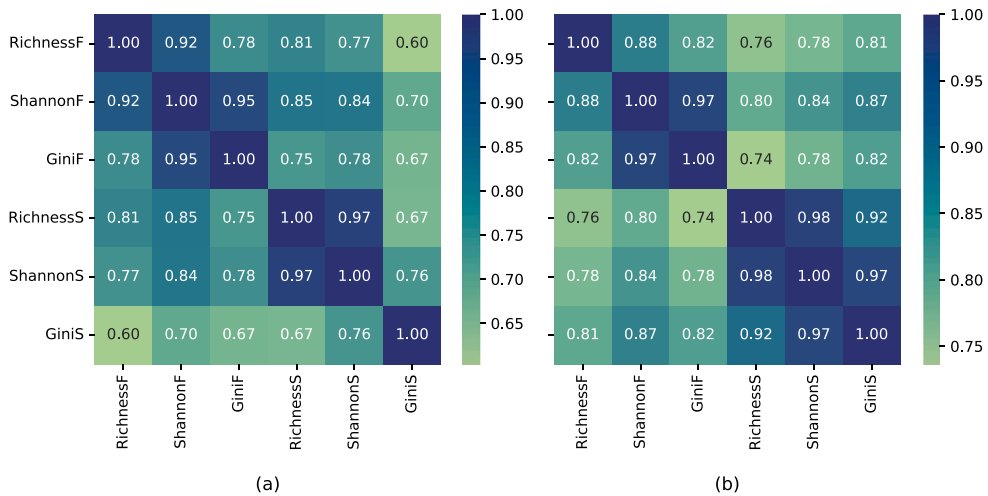 RichnessF 1.00 0.92 0.78 0.81 0.77 0.60
ShannonF 0.92 1.00 0.95 0.85 0.84 0.70
GiniF 0.78 0.95 1.00 0.75 0.78 0.67
RichnessS 0.81 0.85 0.75 1.00 0.97 0.67
ShannonS 0.77 0.84 0.78 0.97 1.00 0.76
GiniS 0.60 0.70 0.67 0.67 0.76 1.00
RichnessF ShannonF GiniF RichnessS ShannonS GiniS
1.00
0.95
0.90
0.85
0.80
0.75
0.70
0.65
(a)
1.00 0.88 0.82 0.76 0.78 0.81
0.88 1.00 0.97 0.80 0.84 0.87
0.82 0.97 1.00 0.74 0.78 0.82
0.76 0.80 0.74 1.00 0.98 0.92
0.78 0.84 0.78 0.98 1.00 0.97
0.81 0.87 0.82 0.92 0.97 1.00
RichnessF ShannonF GiniF RichnessS ShannonS GiniS
1.00
0.95
0.90
0.85
0.80
0.75
(b)